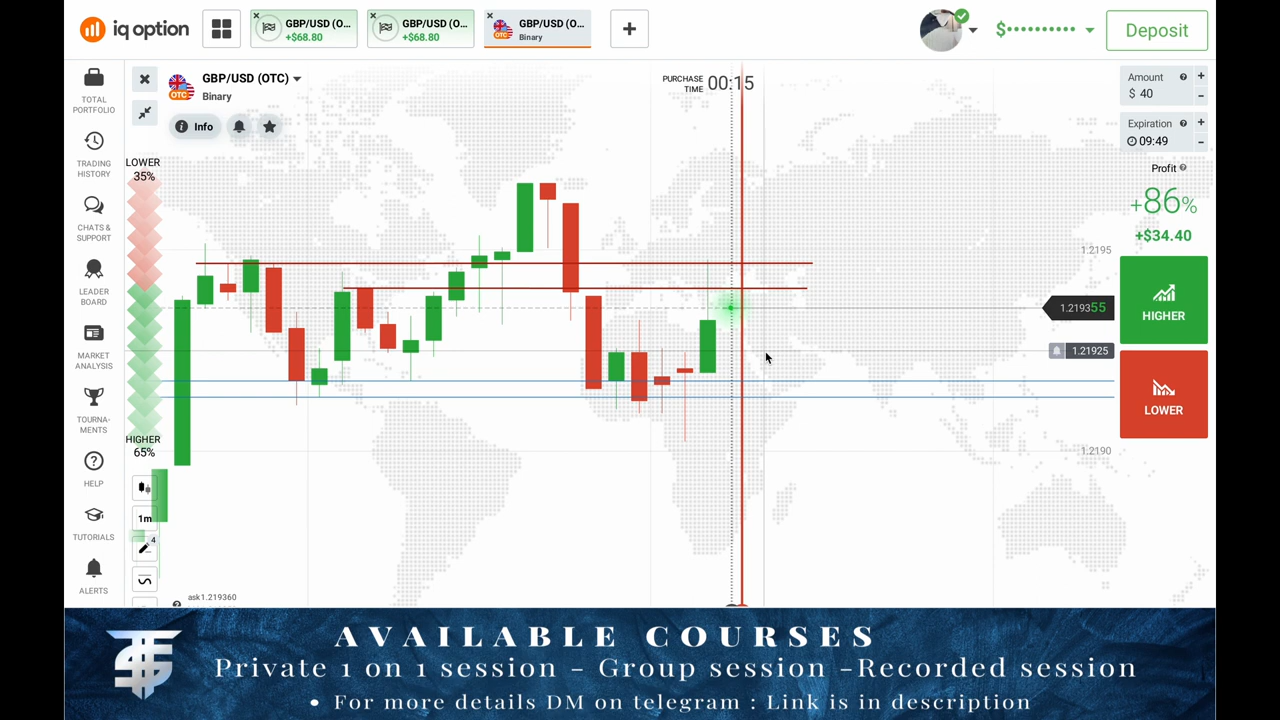 iq option
GBP/USD (O...
+$68.80
GBP/USD (O...
+$68.80
GBP/USD (O...
Binary
OTC
$••••••••••
Deposit
TOTAL
PORTFOLIO
TRADING
HISTORY
CHATS &
SUPPORT
LEADER
BOARD
MARKET
ANALYSIS
TOURNA-
MENTS
HELP
TUTORIALS
ALERTS
GBP/USD (OTC)
OTC
Binary
Info
PURCHASE
TIME
00:15
LOWER
35%
HIGHER
65%
1m
4
ask1.219360
1.2195
1.219355
1.21925
1.2190
Amount
$ 40
Expiration
09:49
Profit
+86%
+$34.40
HIGHER
LOWER
AVAILABLE COURSES
Private 1 on 1 session – Group session -Recorded session
• For more details DM on telegram : Link is in description